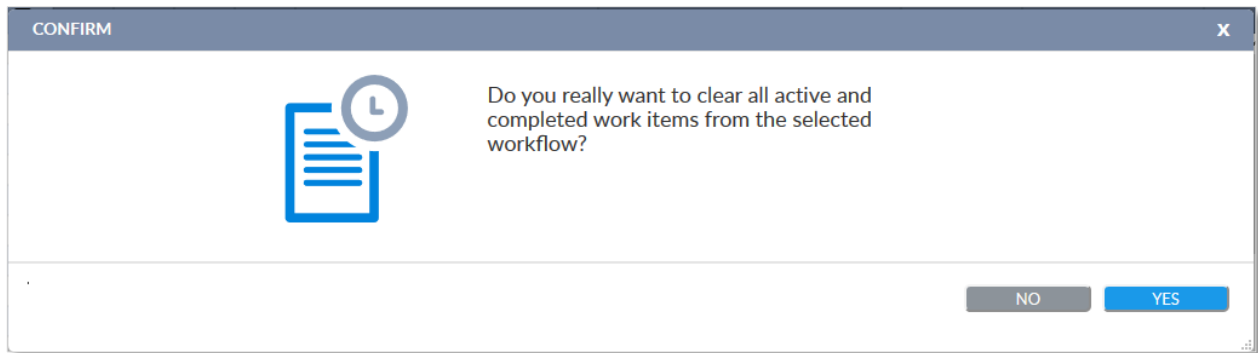 CONFIRM X
Do you really want to clear all active and
completed work items from the selected
workflow?
NO YES